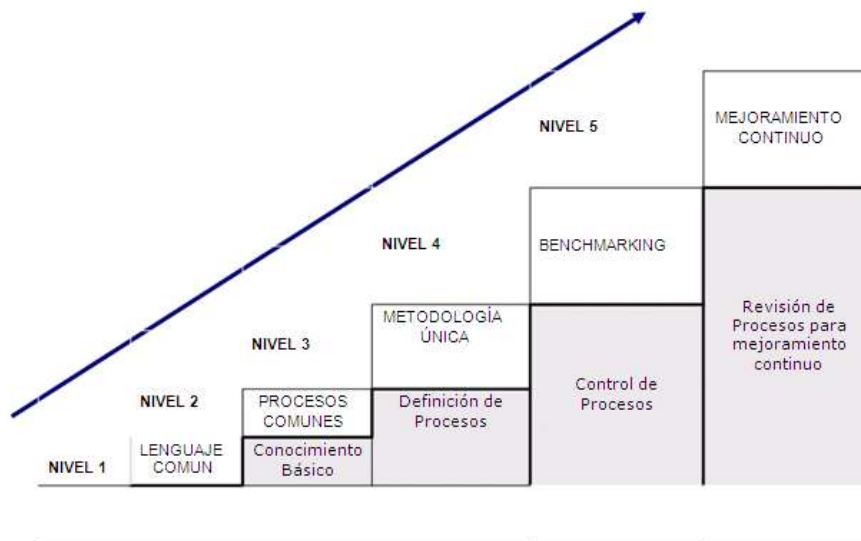 NIVEL 5
MEJORAMIENTO
CONTINUO
NIVEL 4
BENCHMARKING
Revisión de
Procesos para
mejoramiento
continuo
NIVEL 3
METODOLOGÍA
ÚNICA
Control de
Procesos
NIVEL 2
PROCESOS
COMUNES
Definición de
Procesos
NIVEL 1
LENGUAJE
COMUN
Conocimiento
Básico